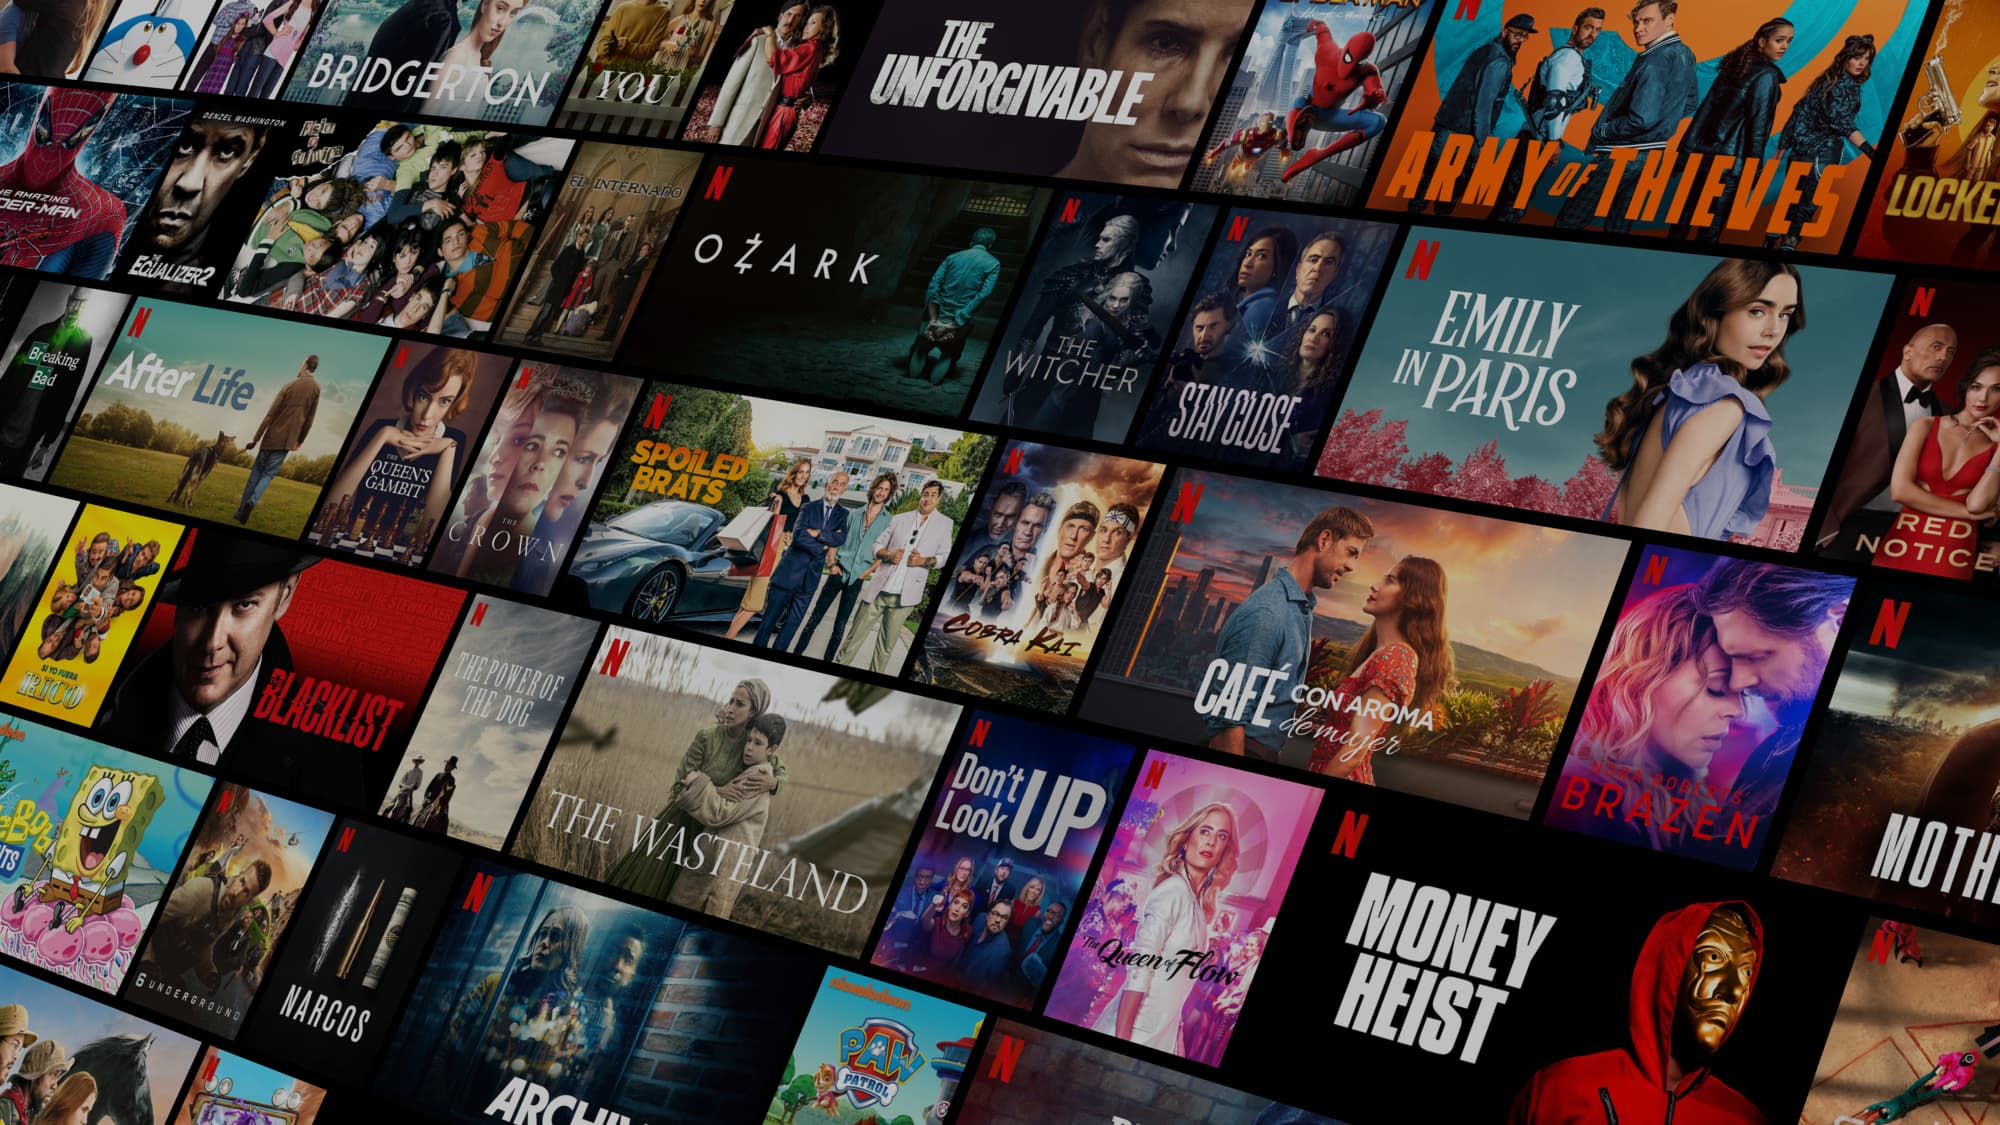 BRIDGERTON
YOU
THE
UNFORGIVABLE
ARMY OF THIEVES
LOCKE
THE AMAZING
DER-MAN
DENZEL WASHINGTON
THE
EQUALIZER 2
EL INTERNADO
OZARK
THE
WITCHER
STAY CLOSE
EMILY
IN PARIS
RED
NOTICE
Breaking
Bad
After Life
THE
QUEEN'S
GAMBIT
THE
CROWN
SPOILED
BRATS
COBRA KAI
CAFÉ CON AROMA
de mujer
NORA ROBERTS
BRAZEN
MOTH
SI YO FUERA
RICO
THE
BLACKLIST
THE POWER OF
THE DOG
THE WASTELAND
Don't
Look UP
The Queen of Flow
MONEY
HEIST
eBob
6 UNDERGROUND
NARCOS
ARCHIV
nickelodeon
PAW
PATROL